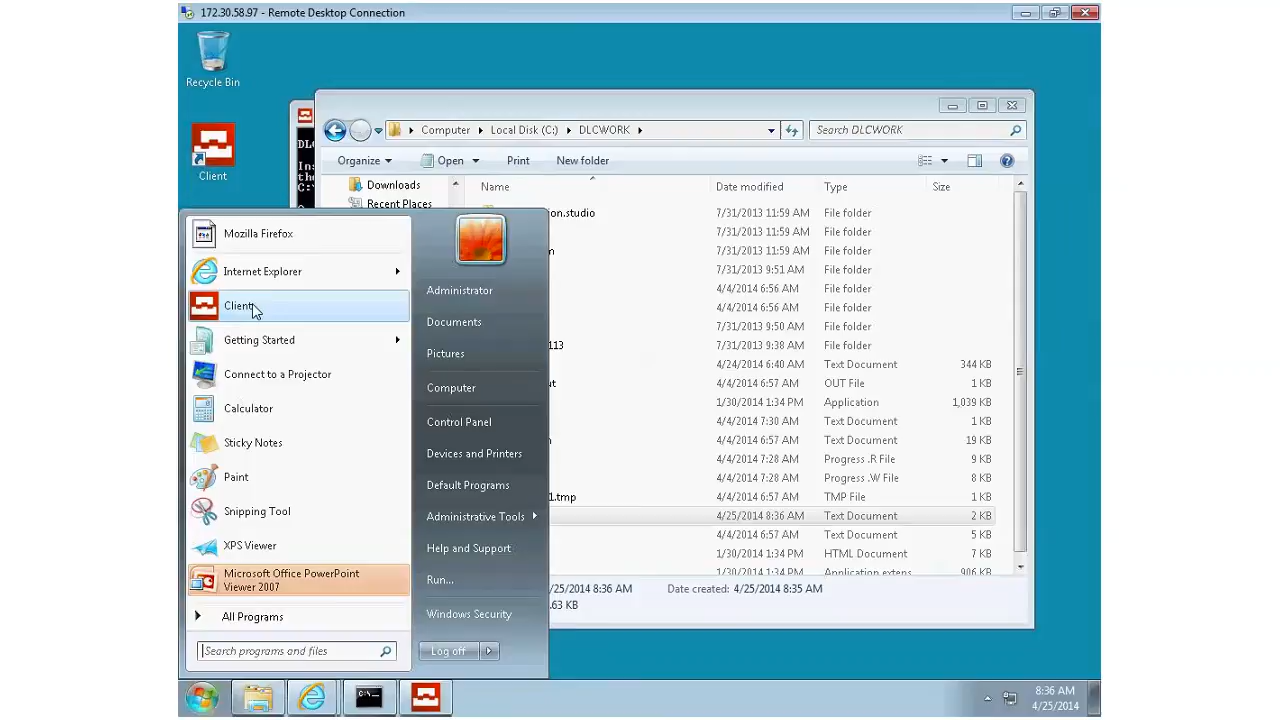 172.30.58.97 - Remote Desktop Connection
Recycle Bin
Client
Computer
Local Disk (C:)
DLCWORK
Search DLCWORK
Organize
Open
Print
New folder
Downloads
Recent Places
Name
Date modified
Type
Size
ion.studio 7/31/2013 11:59 AM File folder
7/31/2013 11:59 AM File folder
7/31/2013 11:59 AM File folder
7/31/2013 9:51 AM File folder
4/4/2014 6:56 AM File folder
4/4/2014 6:56 AM File folder
7/31/2013 9:50 AM File folder
113 7/31/2013 9:38 AM File folder
4/24/2014 6:40 AM Text Document 344 KB
4/4/2014 6:57 AM OUT File 1 KB
1/30/2014 1:34 PM Application 1,039 KB
4/4/2014 7:30 AM Text Document 1 KB
4/4/2014 6:57 AM Text Document 19 KB
4/4/2014 7:28 AM Progress .R File 9 KB
4/4/2014 7:28 AM Progress .W File 8 KB
1.tmp 4/4/2014 6:57 AM TMP File 1 KB
4/25/2014 8:36 AM Text Document 2 KB
4/4/2014 6:57 AM Text Document 5 KB
1/30/2014 1:34 PM HTML Document 7 KB
1/30/2014 1:34 PM Application extens 906 KB
/25/2014 8:36 AM Date created: 4/25/2014 8:35 AM
.63 KB
Mozilla Firefox
Internet Explorer
Client
Getting Started
Connect to a Projector
Calculator
Sticky Notes
Paint
Snipping Tool
XPS Viewer
Microsoft Office PowerPoint
Viewer 2007
All Programs
Search programs and files
Administrator
Documents
Pictures
Computer
Control Panel
Devices and Printers
Default Programs
Administrative Tools
Help and Support
Run...
Windows Security
Log off
8:36 AM
4/25/2014